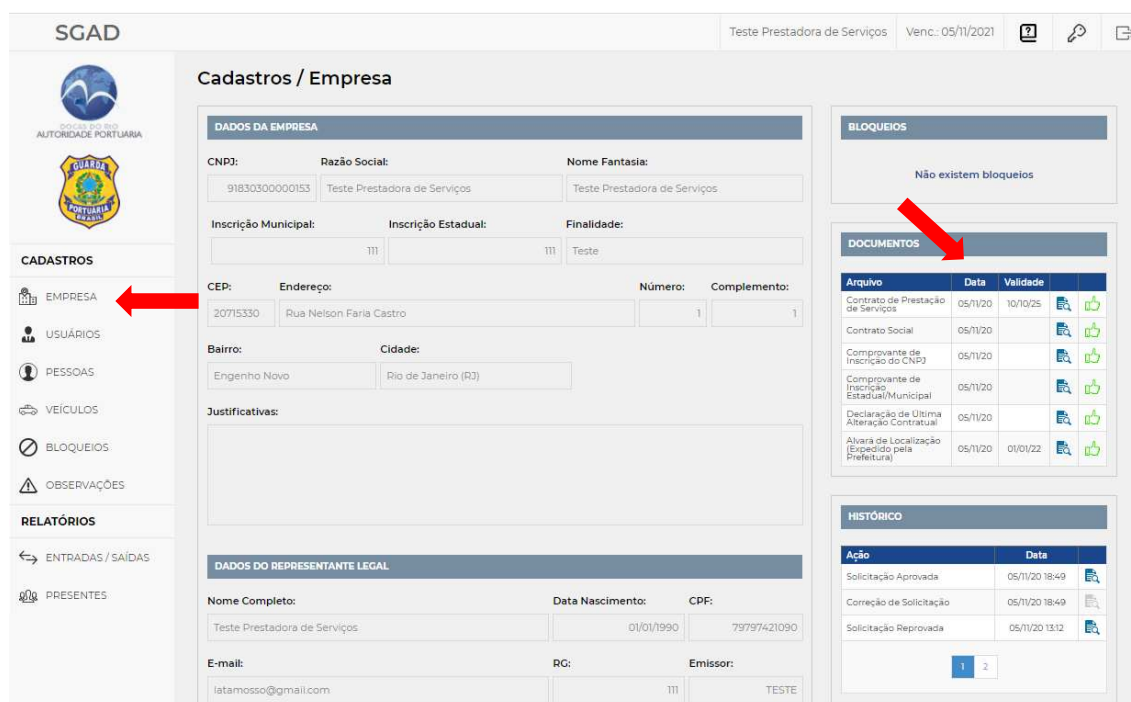 SGAD
Teste Prestadora de Serviços Venc.: 05/11/2021
DOCAS DO RIO
AUTORIDADE PORTUÁRIA
GUARDA
PORTUÁRIA
BRASIL
CADASTROS
EMPRESA
USUÁRIOS
PESSOAS
VEÍCULOS
BLOQUEIOS
OBSERVAÇÕES
RELATÓRIOS
ENTRADAS / SAÍDAS
PRESENTES
Cadastros / Empresa
DADOS DA EMPRESA
CNPJ: Razão Social: Nome Fantasia:
91830300000153 Teste Prestadora de Serviços Teste Prestadora de Serviços
Inscrição Municipal: Inscrição Estadual: Finalidade:
111 111 Teste
CEP: Endereço: Número: Complemento:
20715330 Rua Nelson Faria Castro 1 1
Bairro: Cidade:
Engenho Novo Rio de Janeiro (RJ)
Justificativas:
DADOS DO REPRESENTANTE LEGAL
Nome Completo: Data Nascimento: CPF:
Teste Prestadora de Serviços 01/01/1990 79797421090
E-mail: RG: Emissor:
latamosso@gmail.com 111 TESTE
BLOQUEIOS
Não existem bloqueios
DOCUMENTOS
Arquivo Data Validade
Contrato de Prestação
de Serviços 05/11/20 10/10/25
Contrato Social 05/11/20
Comprovante de
Inscrição do CNPJ 05/11/20
Comprovante de
Inscrição
Estadual/Municipal 05/11/20
Declaração de Última
Alteração Contratual 05/11/20
Alvará de Localização
(Expedido pela
Prefeitura) 05/11/20 01/01/22
HISTÓRICO
Ação Data
Solicitação Aprovada 05/11/20 18:49
Correção de Solicitação 05/11/20 18:49
Solicitação Reprovada 05/11/20 13:12
1 2